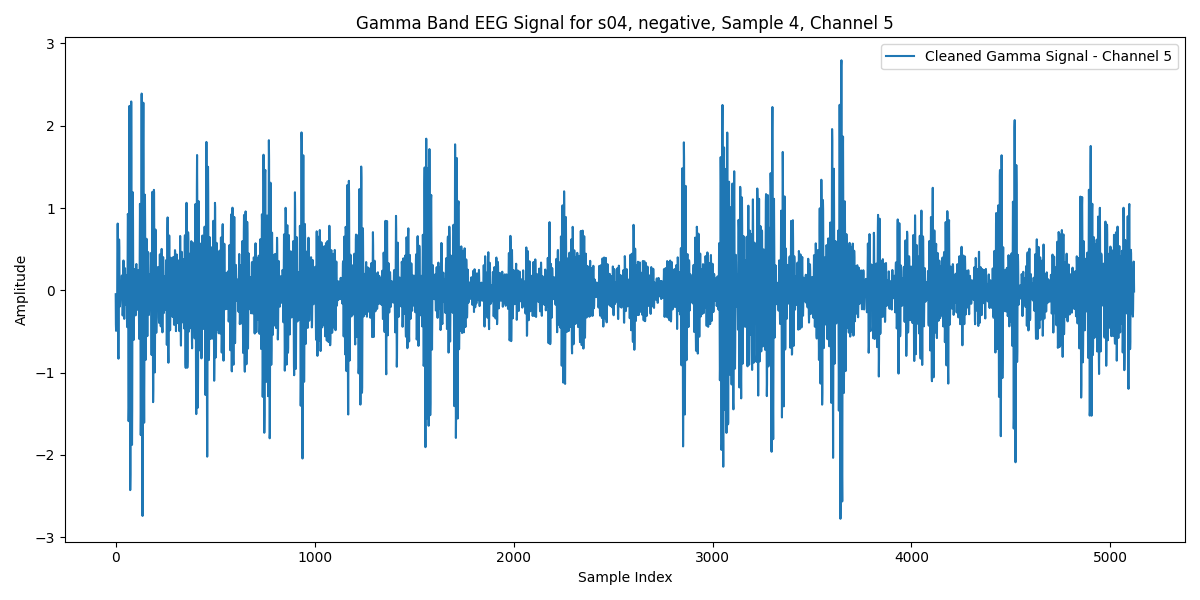 Gamma Band EEG Signal for s04, negative, Sample 4, Channel 5
Cleaned Gamma Signal - Channel 5
3
2
1
0
−1
−2
−3
Amplitude
0 1000 2000 3000 4000 5000
Sample Index